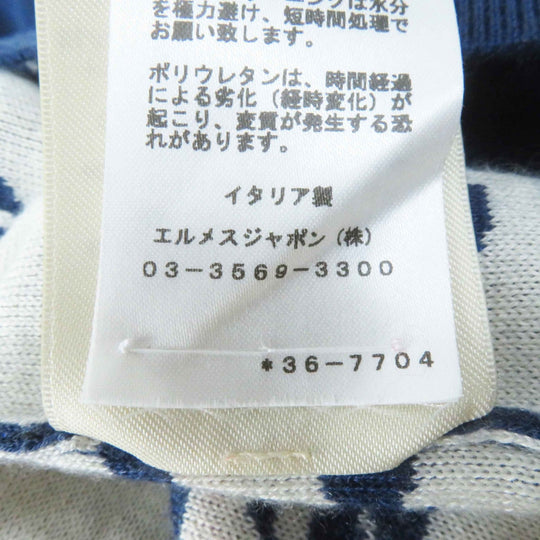 を極力避け、短時間処理で
お願い致します。
ポリウレタンは、時間経過
による劣化（経時変化）が
起こり、変質が発生する恐
れがあります。
イタリア製
エルメスジャポン(株)
03-3569-3300
*36-7704